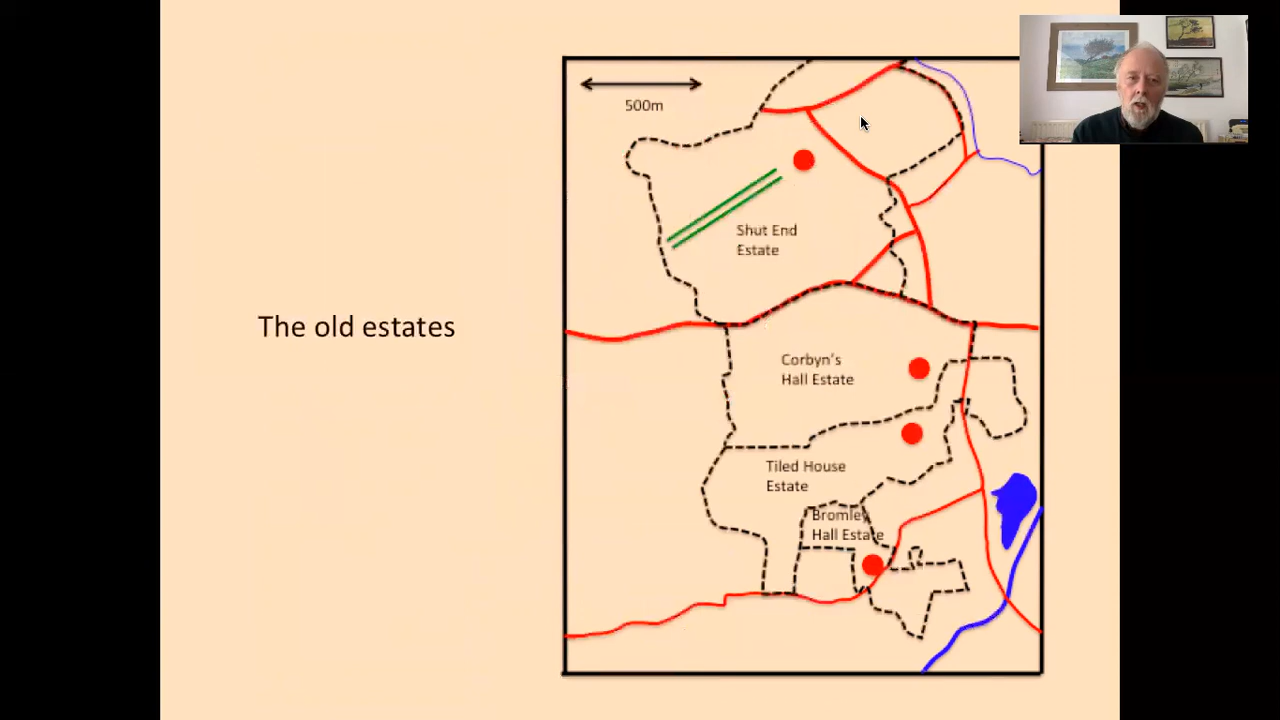 The old estates
500m
Shut End
Estate
Corbyn's
Hall Estate
Tiled House
Estate
Bromley
Hall Estate